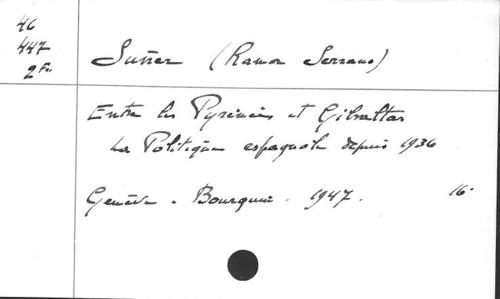 46
447
2 Fr.
Suñer (Ramon Serrano)
Entre les Pyrénées et Gibraltar
La Politique espagnole depuis 1936
Genève. Bourquin. 1947. 16°